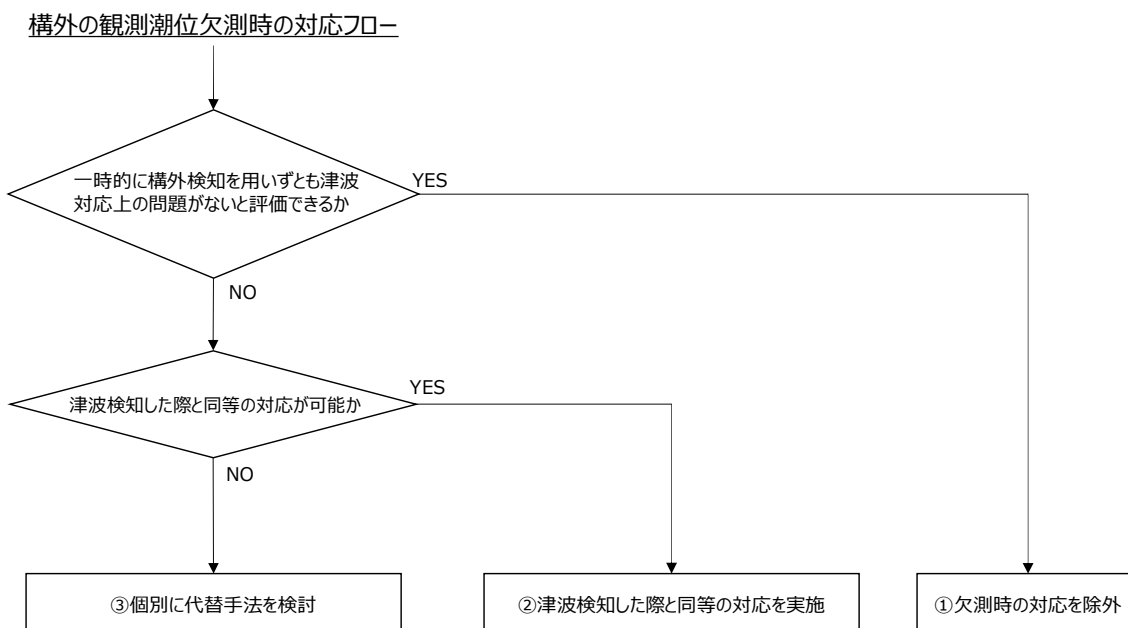 構外の観測潮位欠測時の対応フロー
一時的に構外検知を用いずとも津波
対応上の問題がないと評価できるか
YES
NO
津波検知した際と同等の対応が可能か
YES
NO
③個別に代替手法を検討
②津波検知した際と同等の対応を実施
①欠測時の対応を除外